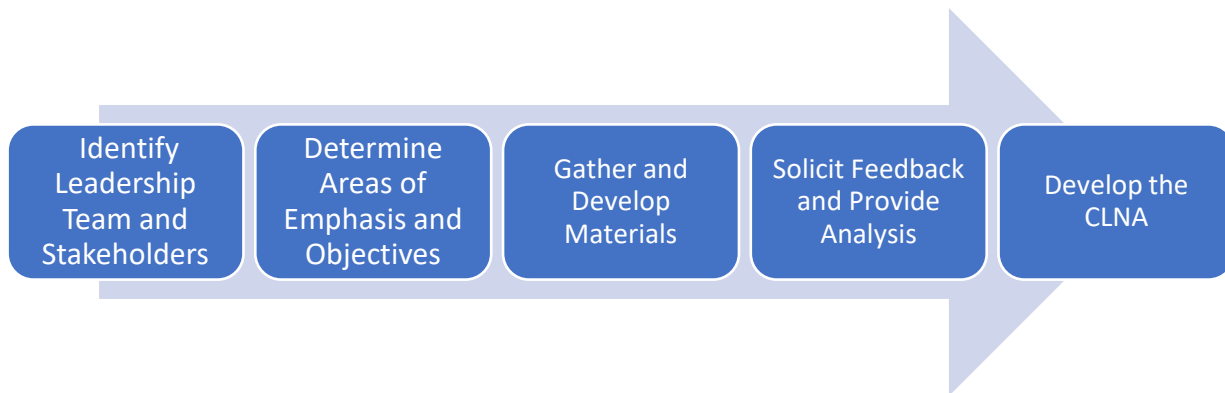 Identify
Leadership
Team and
Stakeholders
Determine
Areas of
Emphasis and
Objectives
Gather and
Develop
Materials
Solicit Feedback
and Provide
Analysis
Develop the
CLNA